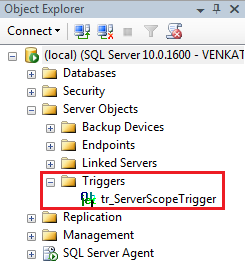 Object Explorer
Connect
(local) (SQL Server 10.0.1600 - VENKAT
Databases
Security
Server Objects
Backup Devices
Endpoints
Linked Servers
Triggers
tr_ServerScopeTrigger
Replication
Management
SQL Server Agent